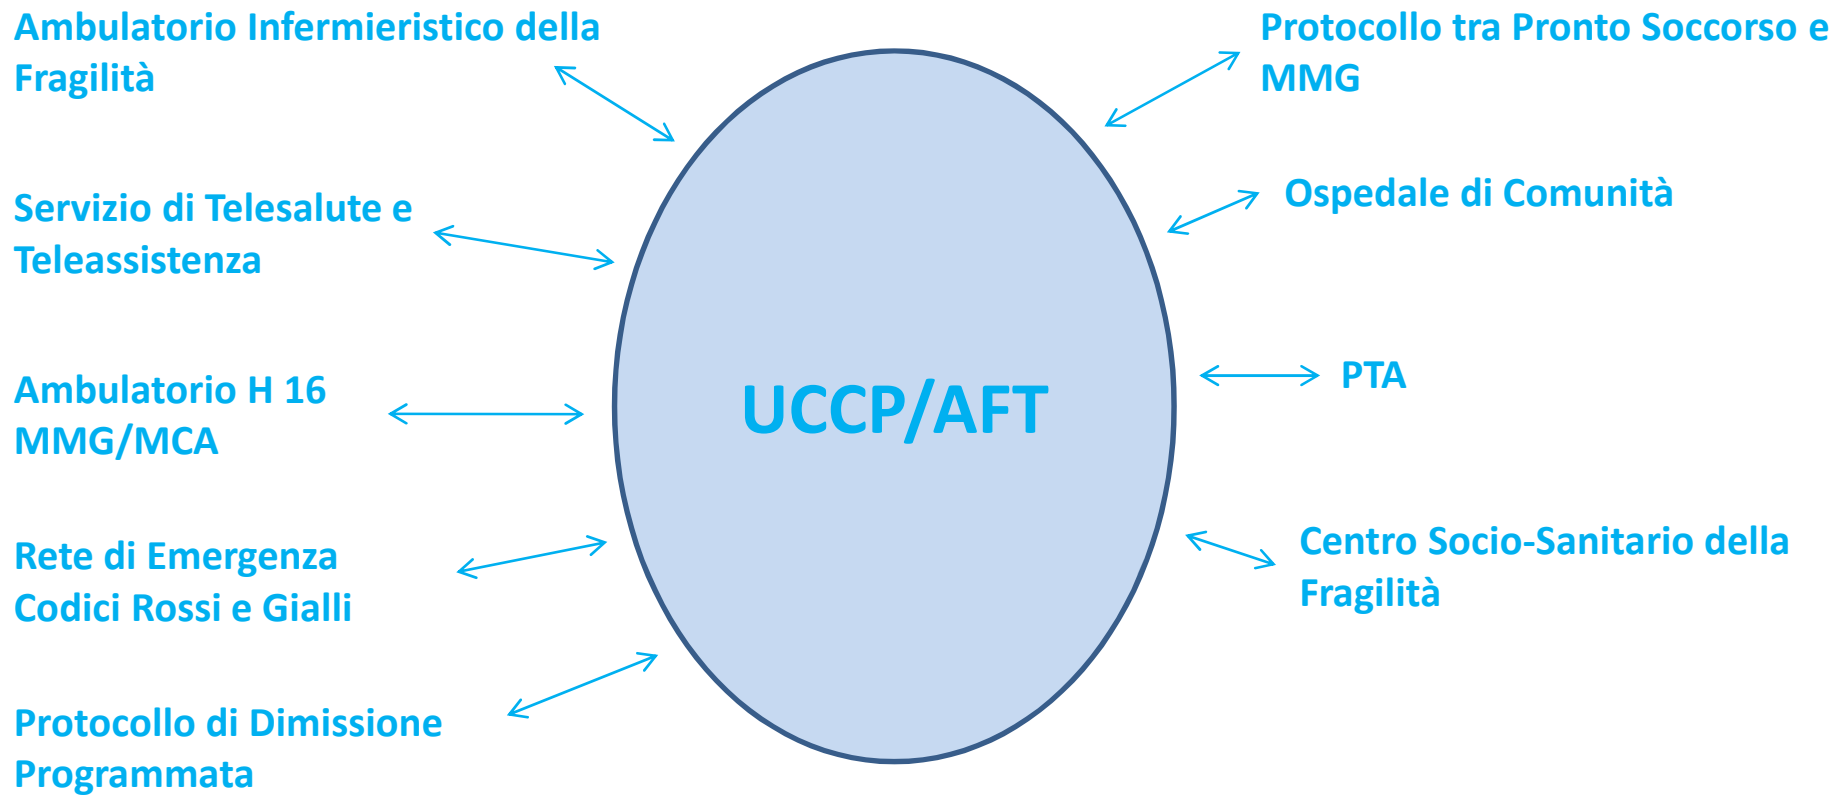 Ambulatorio Infermieristico della
Fragilità
Servizio di Telesalute e
Teleassistenza
Ambulatorio H 16
MMG/MCA
Rete di Emergenza
Codici Rossi e Gialli
Protocollo di Dimissione
Programmata
UCCP/AFT
Protocollo tra Pronto Soccorso e
MMG
Ospedale di Comunità
PTA
Centro Socio-Sanitario della
Fragilità